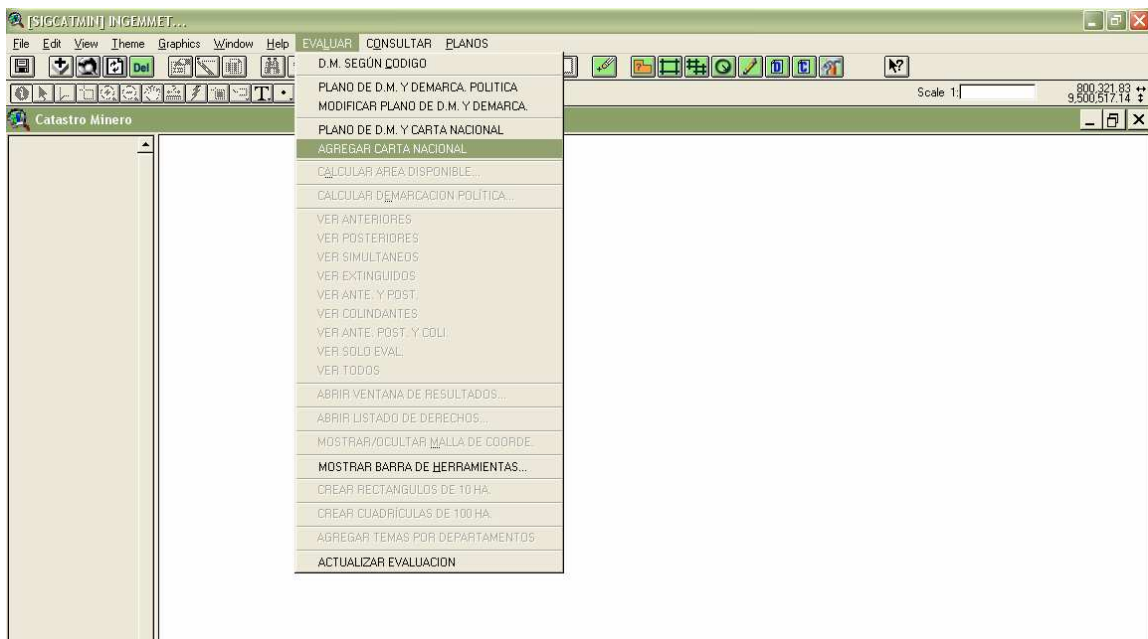 [SIGCATMIN] INGEMMET...
File Edit View Theme Graphics Window Help EVALUAR CONSULTAR PLANOS
Del
T
Scale 1:
800,321.83
9,500,517.14
Catastro Minero
D.M. SEGÚN CODIGO
PLANO DE D.M. Y DEMARCA. POLITICA
MODIFICAR PLANO DE D.M. Y DEMARCA.
PLANO DE D.M. Y CARTA NACIONAL
AGREGAR CARTA NACIONAL
CALCULAR AREA DISPONIBLE...
CALCULAR DEMARCACION POLÍTICA...
VER ANTERIORES
VER POSTERIORES
VER SIMULTANEOS
VER EXTINGUIDOS
VER ANTE. Y POST.
VER COLINDANTES
VER ANTE. POST. Y COLI.
VER SOLO EVAL.
VER TODOS
ABRIR VENTANA DE RESULTADOS...
ABRIR LISTADO DE DERECHOS...
MOSTRAR/OCULTAR MALLA DE COORDE.
MOSTRAR BARRA DE HERRAMIENTAS...
CREAR RECTANGULOS DE 10 HA.
CREAR CUADRÍCULAS DE 100 HA.
AGREGAR TEMAS POR DEPARTAMENTOS
ACTUALIZAR EVALUACION